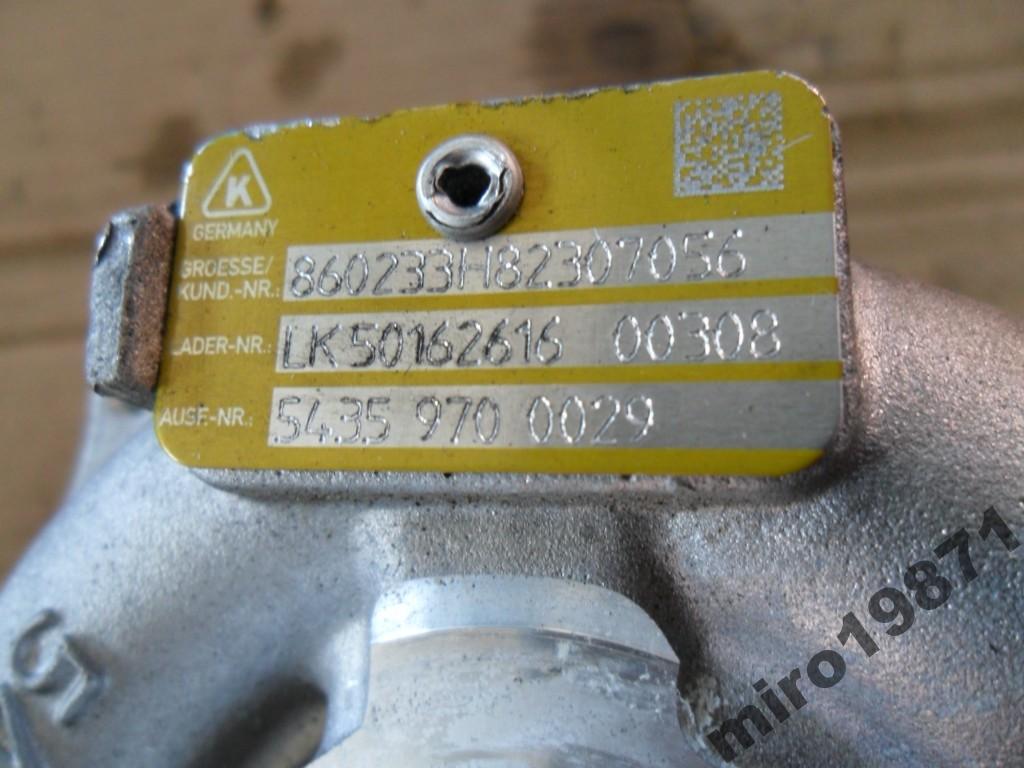 K
GERMANY
GROESSE/
KUND.-NR.: 860233H82307056
LADER-NR.: LK50162616 00308
AUSF.-NR.: 5435 970 0029
miro19871